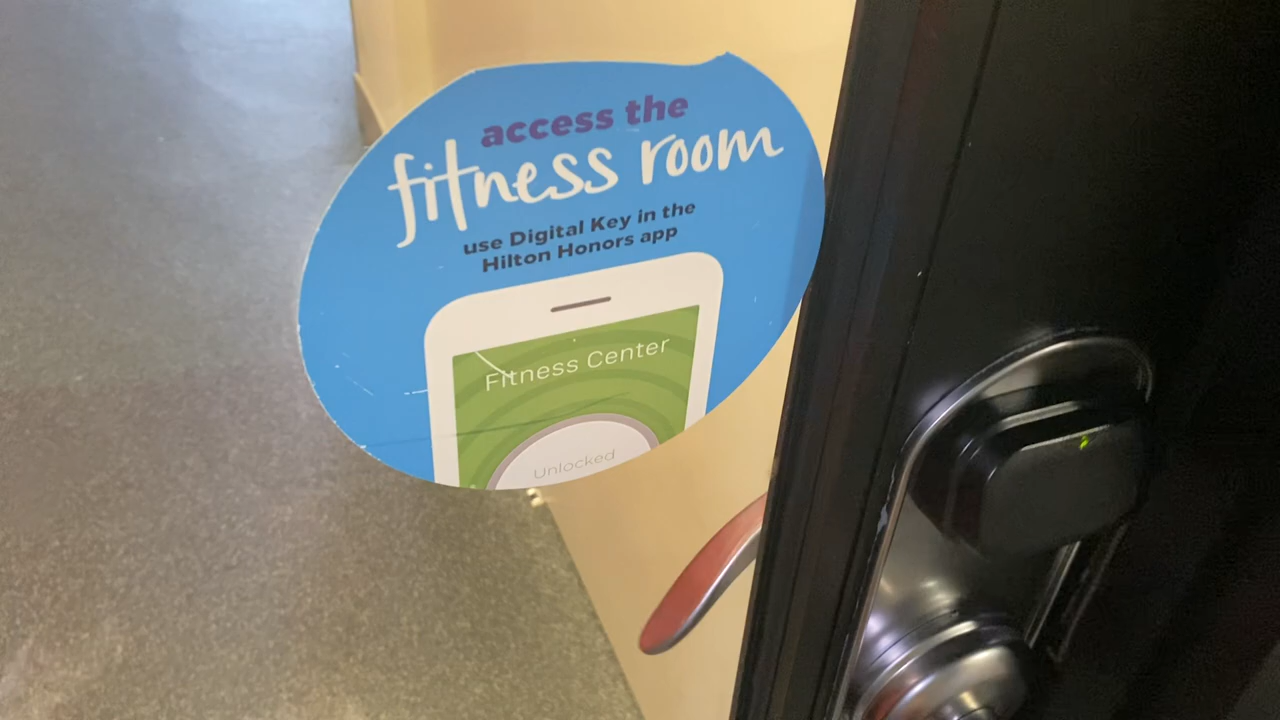 access the
fitness room
use Digital Key in the
Hilton Honors app
Fitness Center
Unlocked